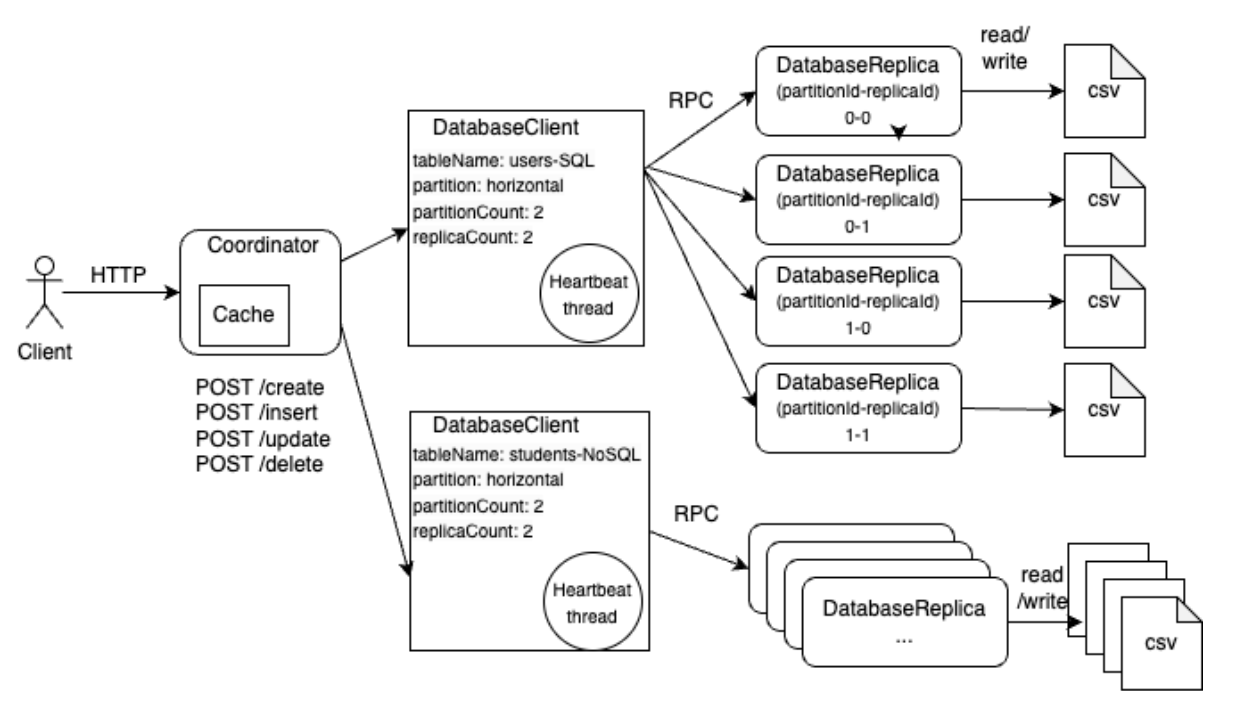 Client
HTTP
Coordinator
Cache
POST /create
POST /insert
POST /update
POST /delete
DatabaseClient
tableName: users-SQL
partition: horizontal
partitionCount: 2
replicaCount: 2
Heartbeat
thread
RPC
DatabaseReplica
(partitionId-replicaId)
0-0
read/
write
csv
DatabaseReplica
(partitionId-replicaId)
0-1
csv
DatabaseReplica
(partitionId-replicaId)
1-0
csv
DatabaseReplica
(partitionId-replicaId)
1-1
csv
DatabaseClient
tableName: students-NoSQL
partition: horizontal
partitionCount: 2
replicaCount: 2
Heartbeat
thread
RPC
DatabaseReplica
...
read
/write
csv